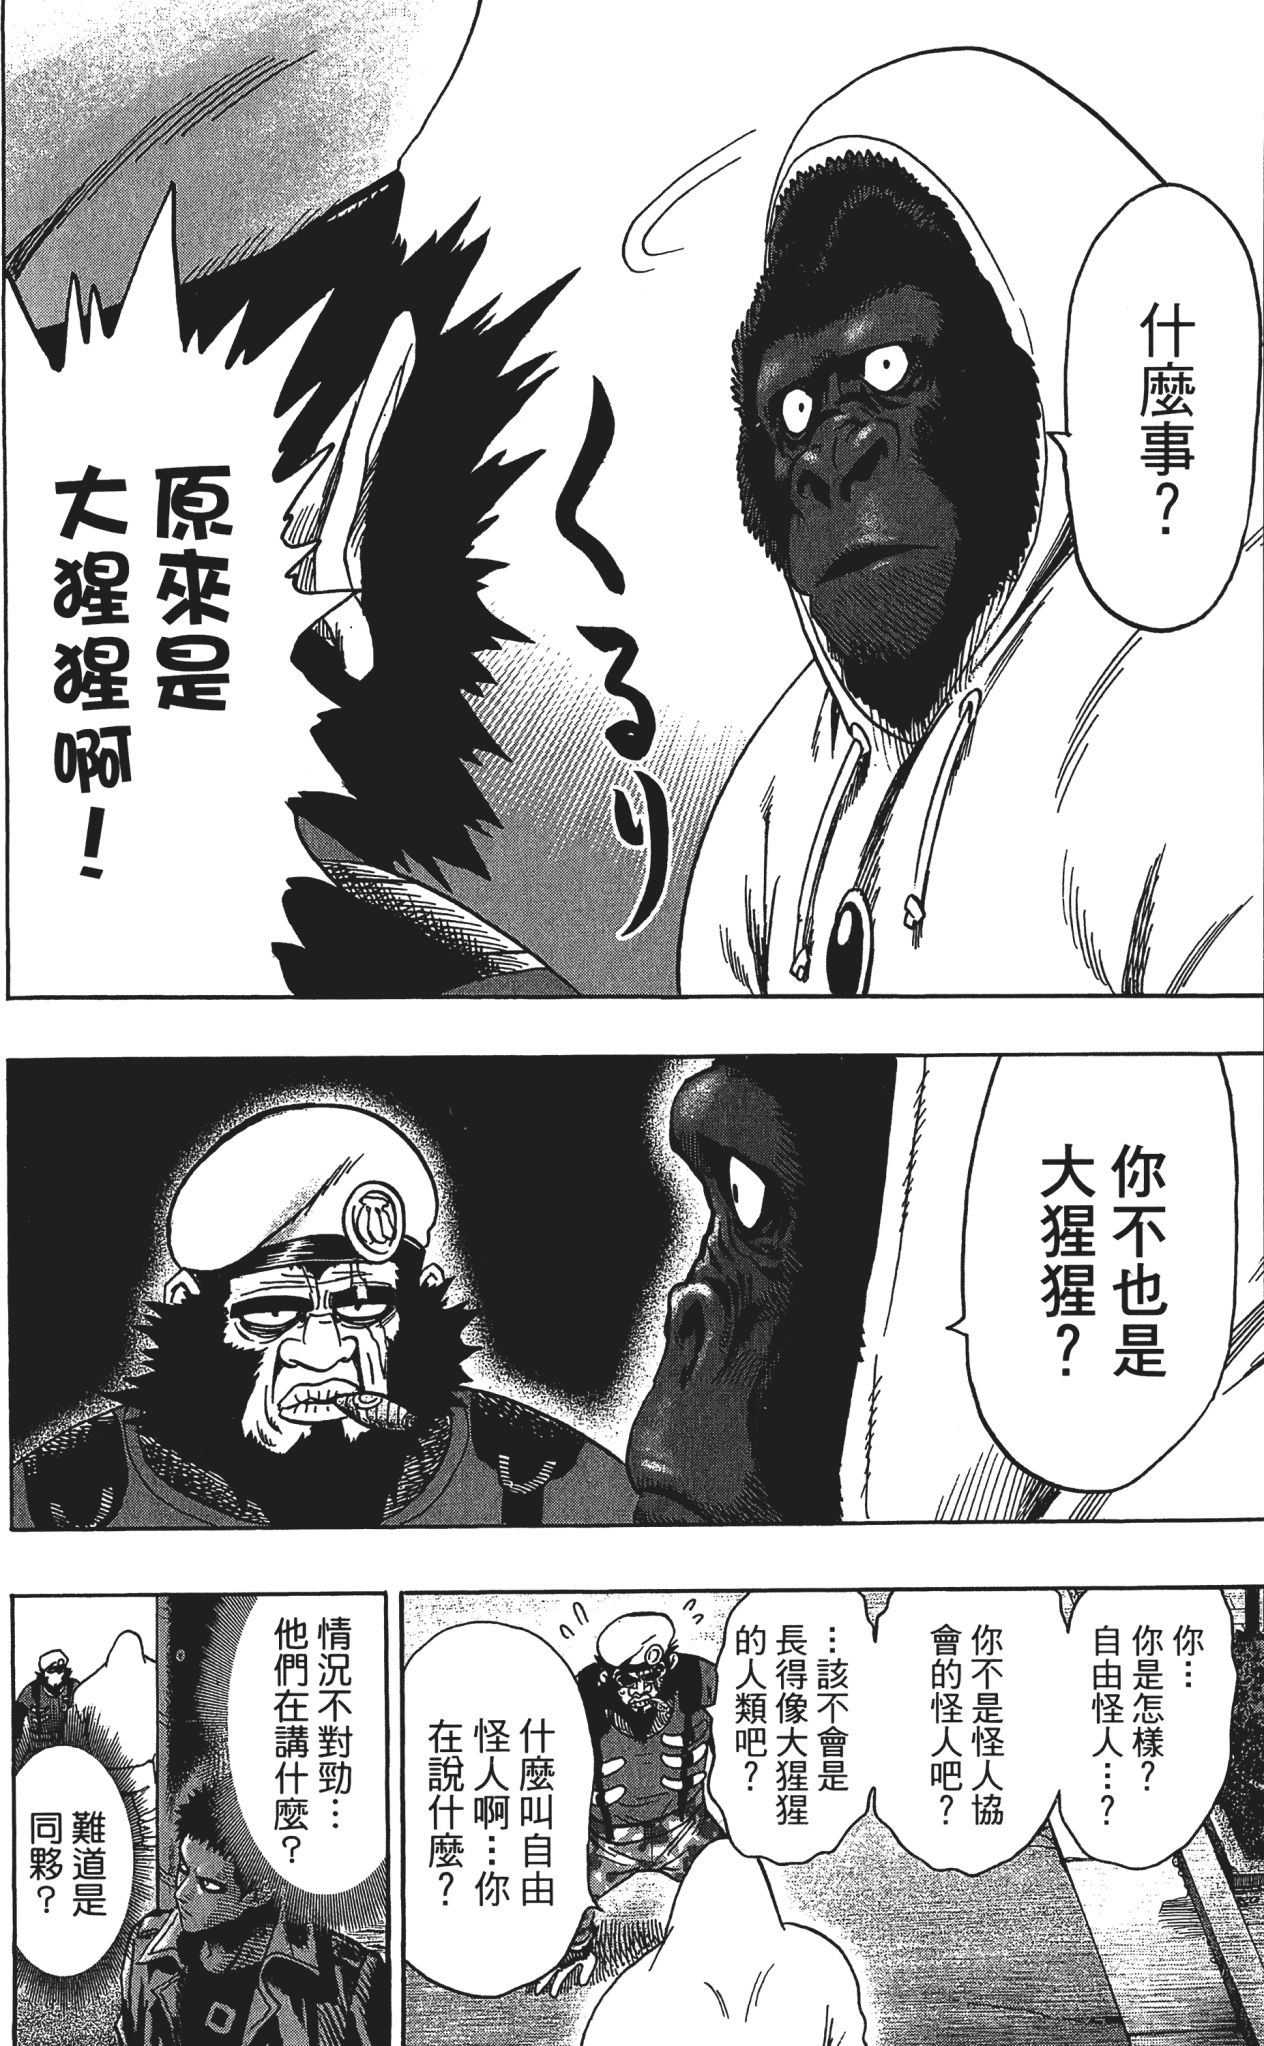 什麼事？
くるり
原來是
大猩猩啊！
你不也是
大猩猩？
你…
你是怎樣？
自由怪人…？
你不是怪人協
會的怪人吧？
…該不會是
長得像大猩猩
的人類吧？
什麼叫自由
怪人啊…你
在說什麼？
情況不對勁…
他們在講什麼？
難道是
同夥？